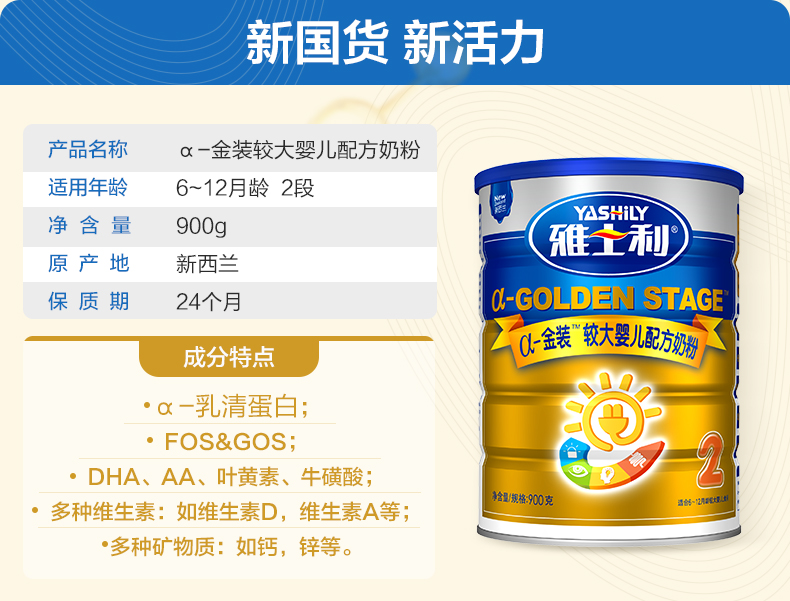 新国货 新活力
产品名称 α-金装较大婴儿配方奶粉
适用年龄 6~12月龄 2段
净含量 900g
原产地 新西兰
保质期 24个月
成分特点
•α-乳清蛋白；
•FOS&GOS；
•DHA、AA、叶黄素、牛磺酸；
•多种维生素：如维生素D，维生素A等；
•多种矿物质：如钙，锌等。
New
YASHILY
雅士利®
α-GOLDEN STAGE™
α-金装™较大婴儿配方奶粉
2
净含量/规格:900克